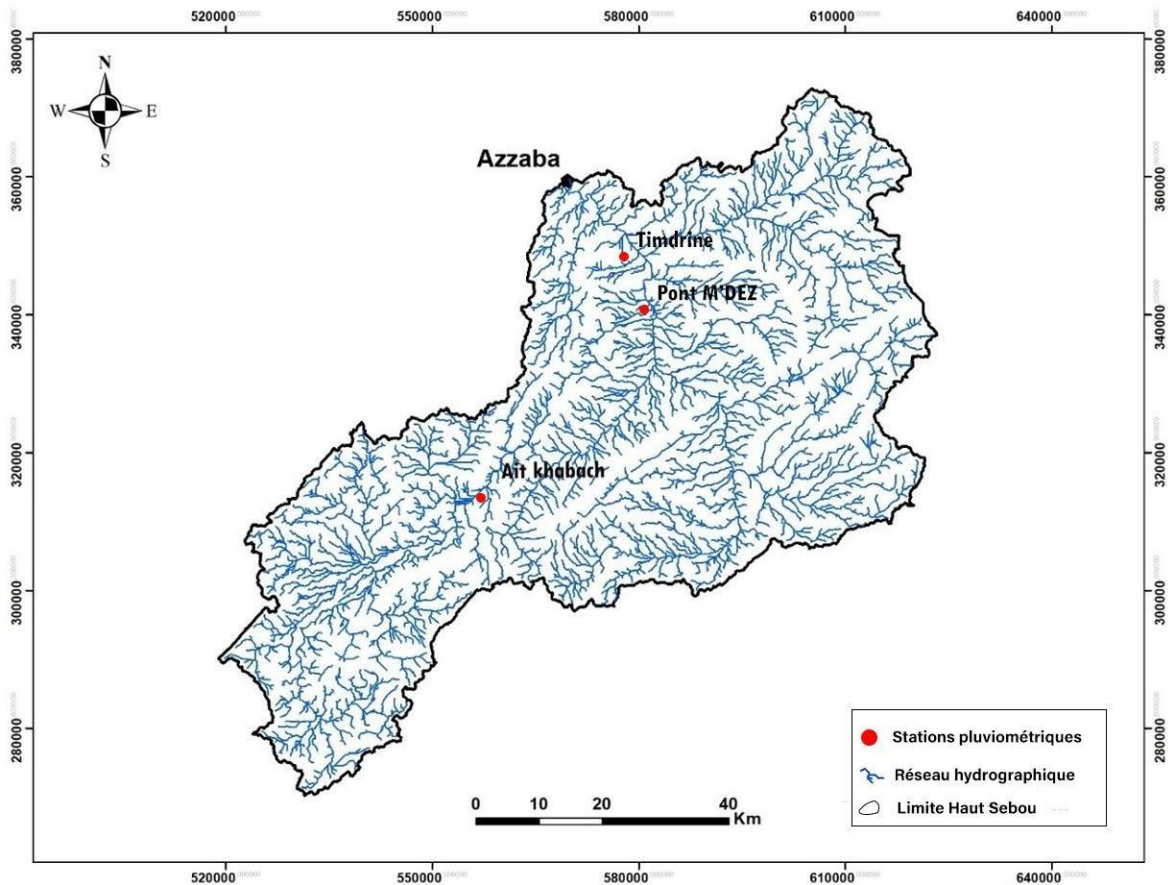 520000 550000 580000 610000 640000
380000
380000
N
W E
S
Azzaba
360000
360000
Timdrine
Pont M'DEZ
340000
340000
320000
320000
Ait khabach
300000
300000
280000
280000
Stations pluviométriques
Réseau hydrographique
Limite Haut Sebou
0 10 20 40
Km
520000 550000 580000 610000 640000